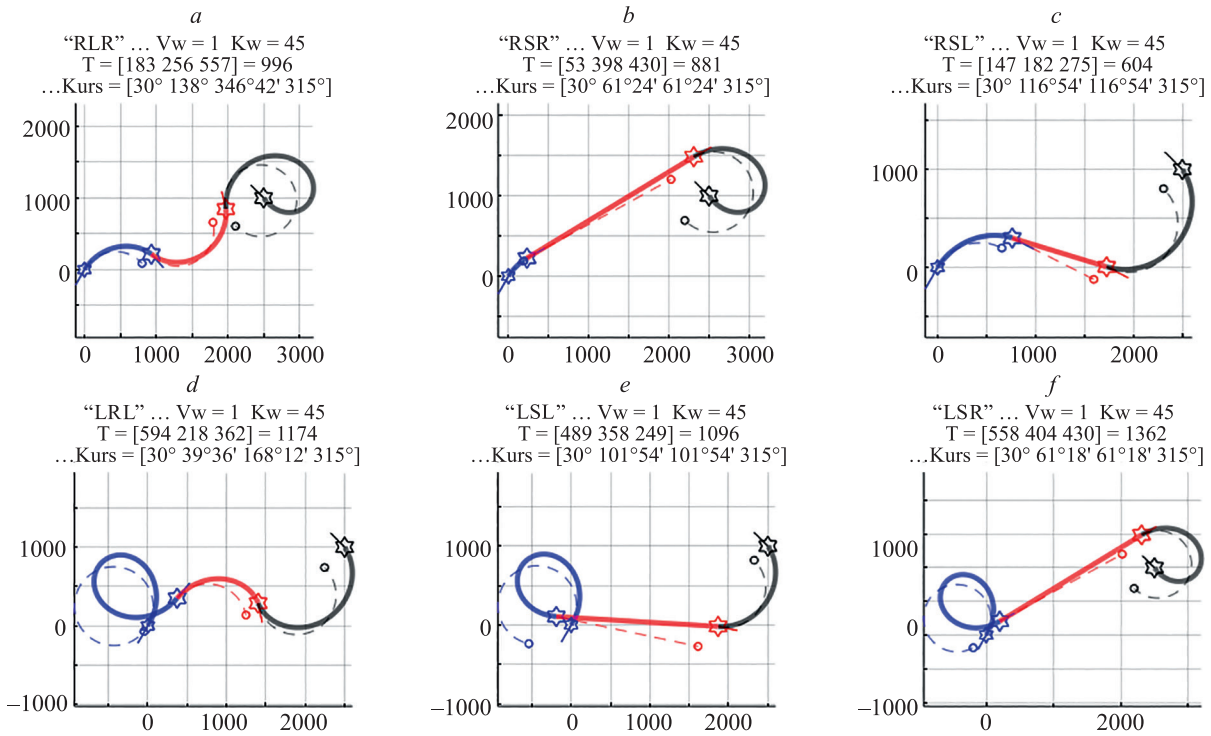 a
“RLR” … Vw = 1 Kw = 45
T = [183 256 557] = 996
…Kurs = [30° 138° 346°42' 315°]
2000
1000
0
0 1000 2000 3000
b
“RSR” … Vw = 1 Kw = 45
T = [53 398 430] = 881
…Kurs = [30° 61°24' 61°24' 315°]
2000
1000
0
0 1000 2000 3000
c
“RSL” … Vw = 1 Kw = 45
T = [147 182 275] = 604
…Kurs = [30° 116°54' 116°54' 315°]
1000
0
0 1000 2000
d
“LRL” … Vw = 1 Kw = 45
T = [594 218 362] = 1174
…Kurs = [30° 39°36' 168°12' 315°]
1000
0
–1000
0 1000 2000
e
“LSL” … Vw = 1 Kw = 45
T = [489 358 249] = 1096
…Kurs = [30° 101°54' 101°54' 315°]
1000
0
–1000
0 1000 2000
f
“LSR” … Vw = 1 Kw = 45
T = [558 404 430] = 1362
…Kurs = [30° 61°18' 61°18' 315°]
1000
0
–1000
0 2000